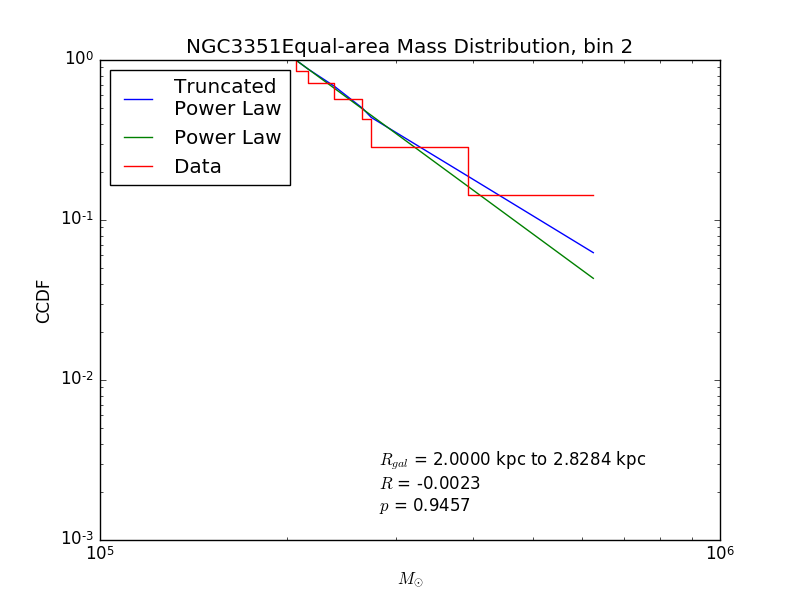 NGC3351Equal-area Mass Distribution, bin 2
10⁰
Truncated
Power Law
Power Law
Data
10⁻¹
CCDF
10⁻²
R_gal = 2.0000 kpc to 2.8284 kpc
R = -0.0023
p = 0.9457
10⁻³
10⁵
10⁶
M⊙